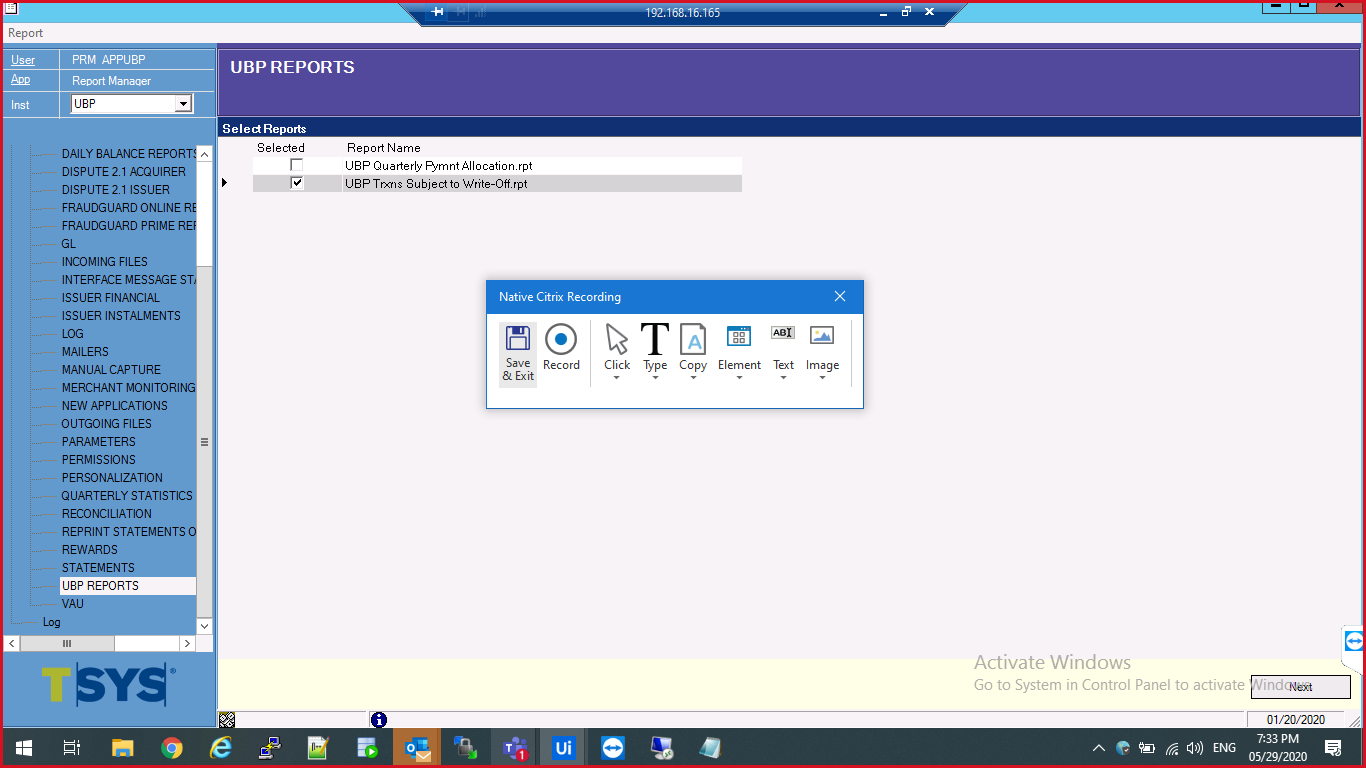 192.168.16.165
Report
User PRM APPUBP
App Report Manager
Inst UBP
UBP REPORTS
Select Reports
Selected Report Name
UBP Quarterly Pymnt Allocation.rpt
UBP Trxns Subject to Write-Off.rpt
DAILY BALANCE REPORTS
DISPUTE 2.1 ACQUIRER
DISPUTE 2.1 ISSUER
FRAUDGUARD ONLINE RE
FRAUDGUARD PRIME REF
GL
INCOMING FILES
INTERFACE MESSAGE STA
ISSUER FINANCIAL
ISSUER INSTALMENTS
LOG
MAILERS
MANUAL CAPTURE
MERCHANT MONITORING
NEW APPLICATIONS
OUTGOING FILES
PARAMETERS
PERMISSIONS
PERSONALIZATION
QUARTERLY STATISTICS
RECONCILIATION
REPRINT STATEMENTS O
REWARDS
STATEMENTS
UBP REPORTS
VAU
Log
TSYS
Native Citrix Recording
Save & Exit
Record
Click
Type
Copy
Element
Text
Image
Activate Windows
Go to System in Control Panel to activate Windows.
Next
01/20/2020
Ui
ENG
7:33 PM
05/29/2020